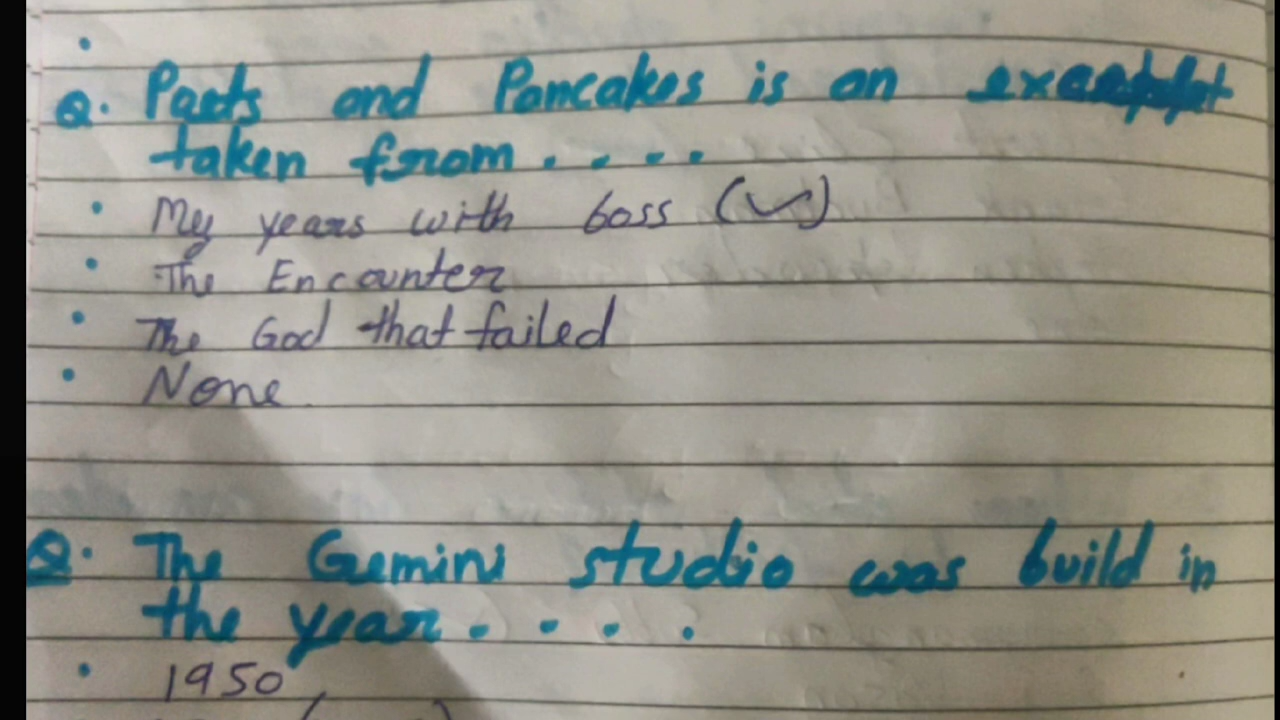 Q. Poets and Pancakes is an
taken from....
• My years with boss (✓)
• The Encounter
• The God that failed
• None
Q. The Gemini studio was build in
the year....
• 1950